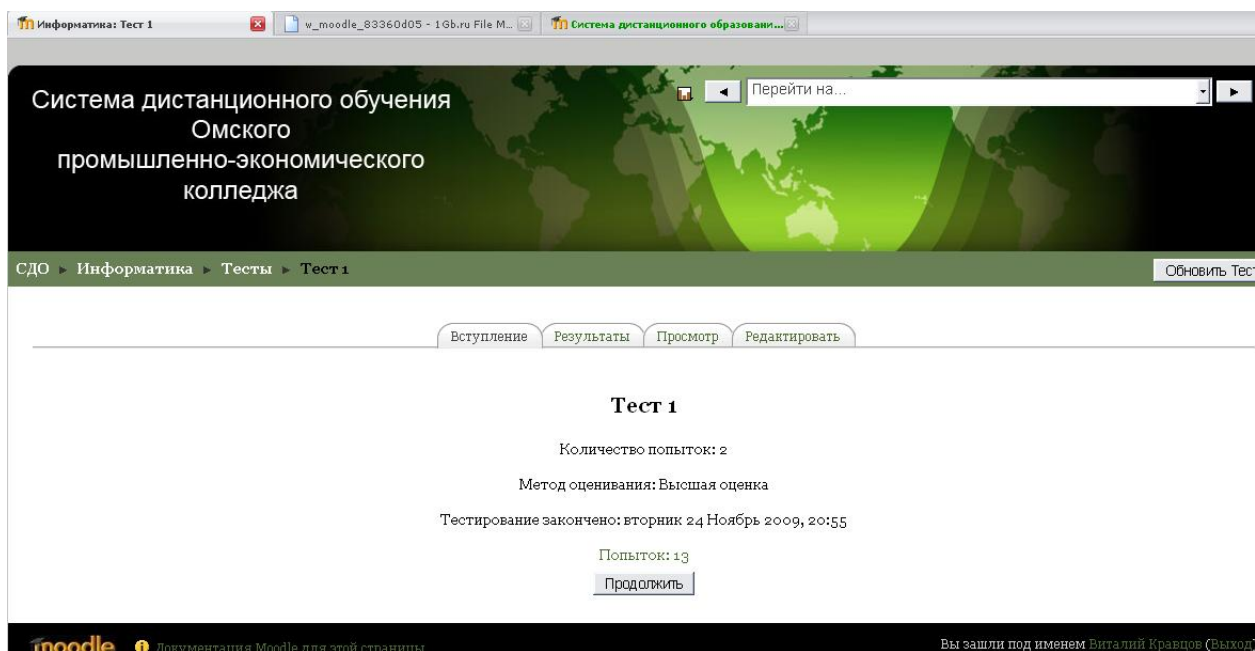 Информатика: Тест 1
w_moodle_83360d05 - 1Gb.ru File M...
Система дистанционного образовани...
Система дистанционного обучения
Омского
промышленно-экономического
колледжа
Перейти на...
СДО ► Информатика ► Тесты ► Тест 1
Обновить Тест
Вступление
Результаты
Просмотр
Редактировать
Тест 1
Количество попыток: 2
Метод оценивания: Высшая оценка
Тестирование закончено: вторник 24 Ноябрь 2009, 20:55
Попыток: 13
Продолжить
moodle
Документация Moodle для этой страницы
Вы зашли под именем Виталий Кравцов (Выход)